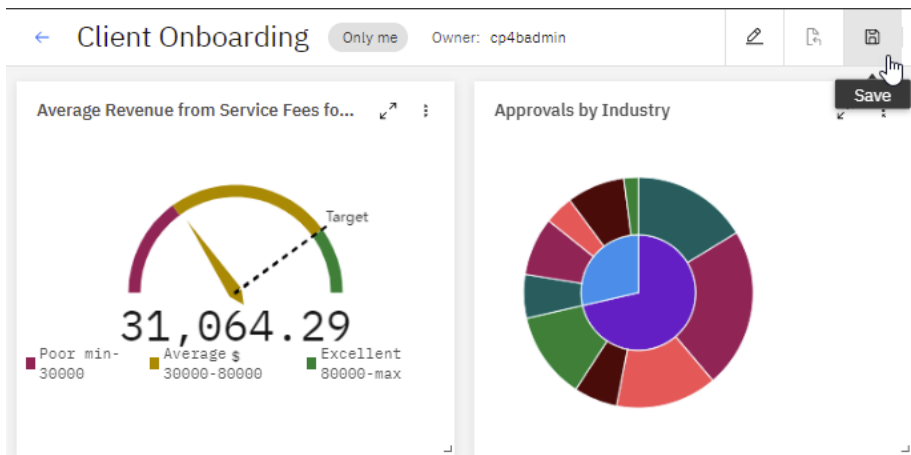 Client Onboarding Only me Owner: cp4badmin
Save
Average Revenue from Service Fees fo...
Approvals by Industry
Target
31,064.29
Poor min-
30000
Average $
30000-80000
Excellent
80000-max